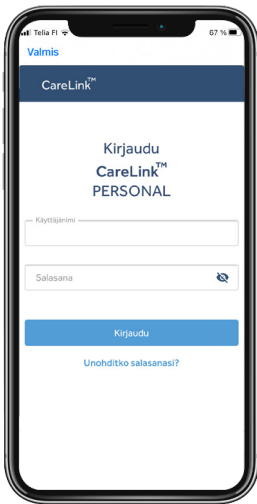 Telia FI 67 %
Valmis
CareLink™
Kirjaudu
CareLink™
PERSONAL
Käyttäjänimi
Salasana
Kirjaudu
Unohditko salasanasi?